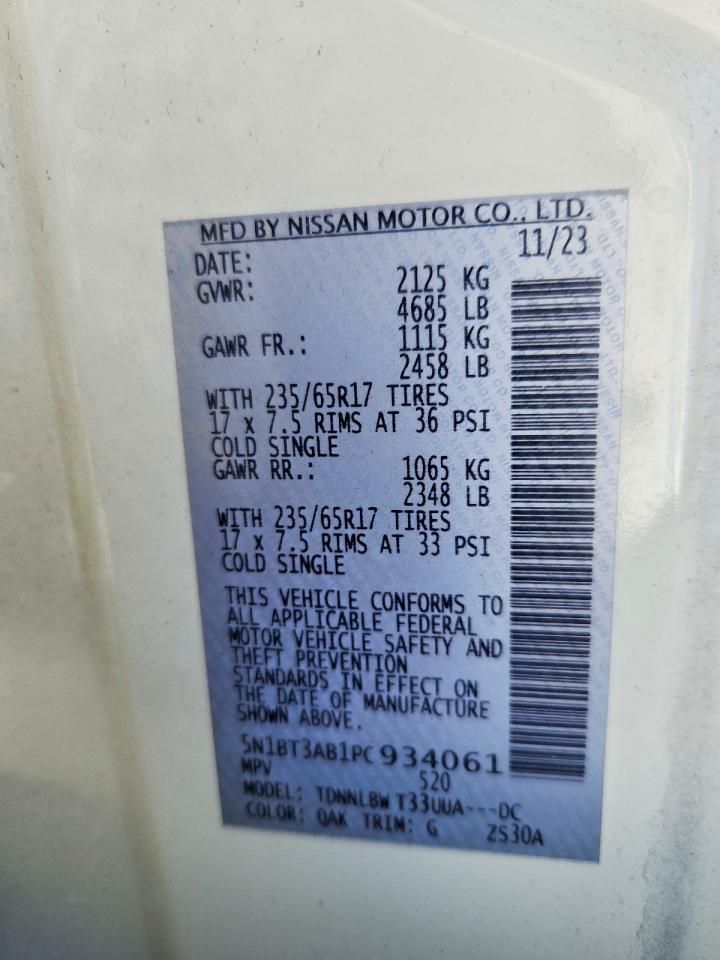 MFD BY NISSAN MOTOR CO., LTD.
DATE: 11/23
GVWR: 2125 KG
4685 LB
GAWR FR.: 1115 KG
2458 LB
WITH 235/65R17 TIRES
17 x 7.5 RIMS AT 36 PSI
COLD SINGLE
GAWR RR.: 1065 KG
2348 LB
WITH 235/65R17 TIRES
17 x 7.5 RIMS AT 33 PSI
COLD SINGLE
THIS VEHICLE CONFORMS TO
ALL APPLICABLE FEDERAL
MOTOR VEHICLE SAFETY AND
THEFT PREVENTION
STANDARDS IN EFFECT ON
THE DATE OF MANUFACTURE
SHOWN ABOVE.
5N1BT3AB1PC934061
MPV 520
MODEL: TDNNLBW T33UUA---DC
COLOR: QAK TRIM: G ZS30A